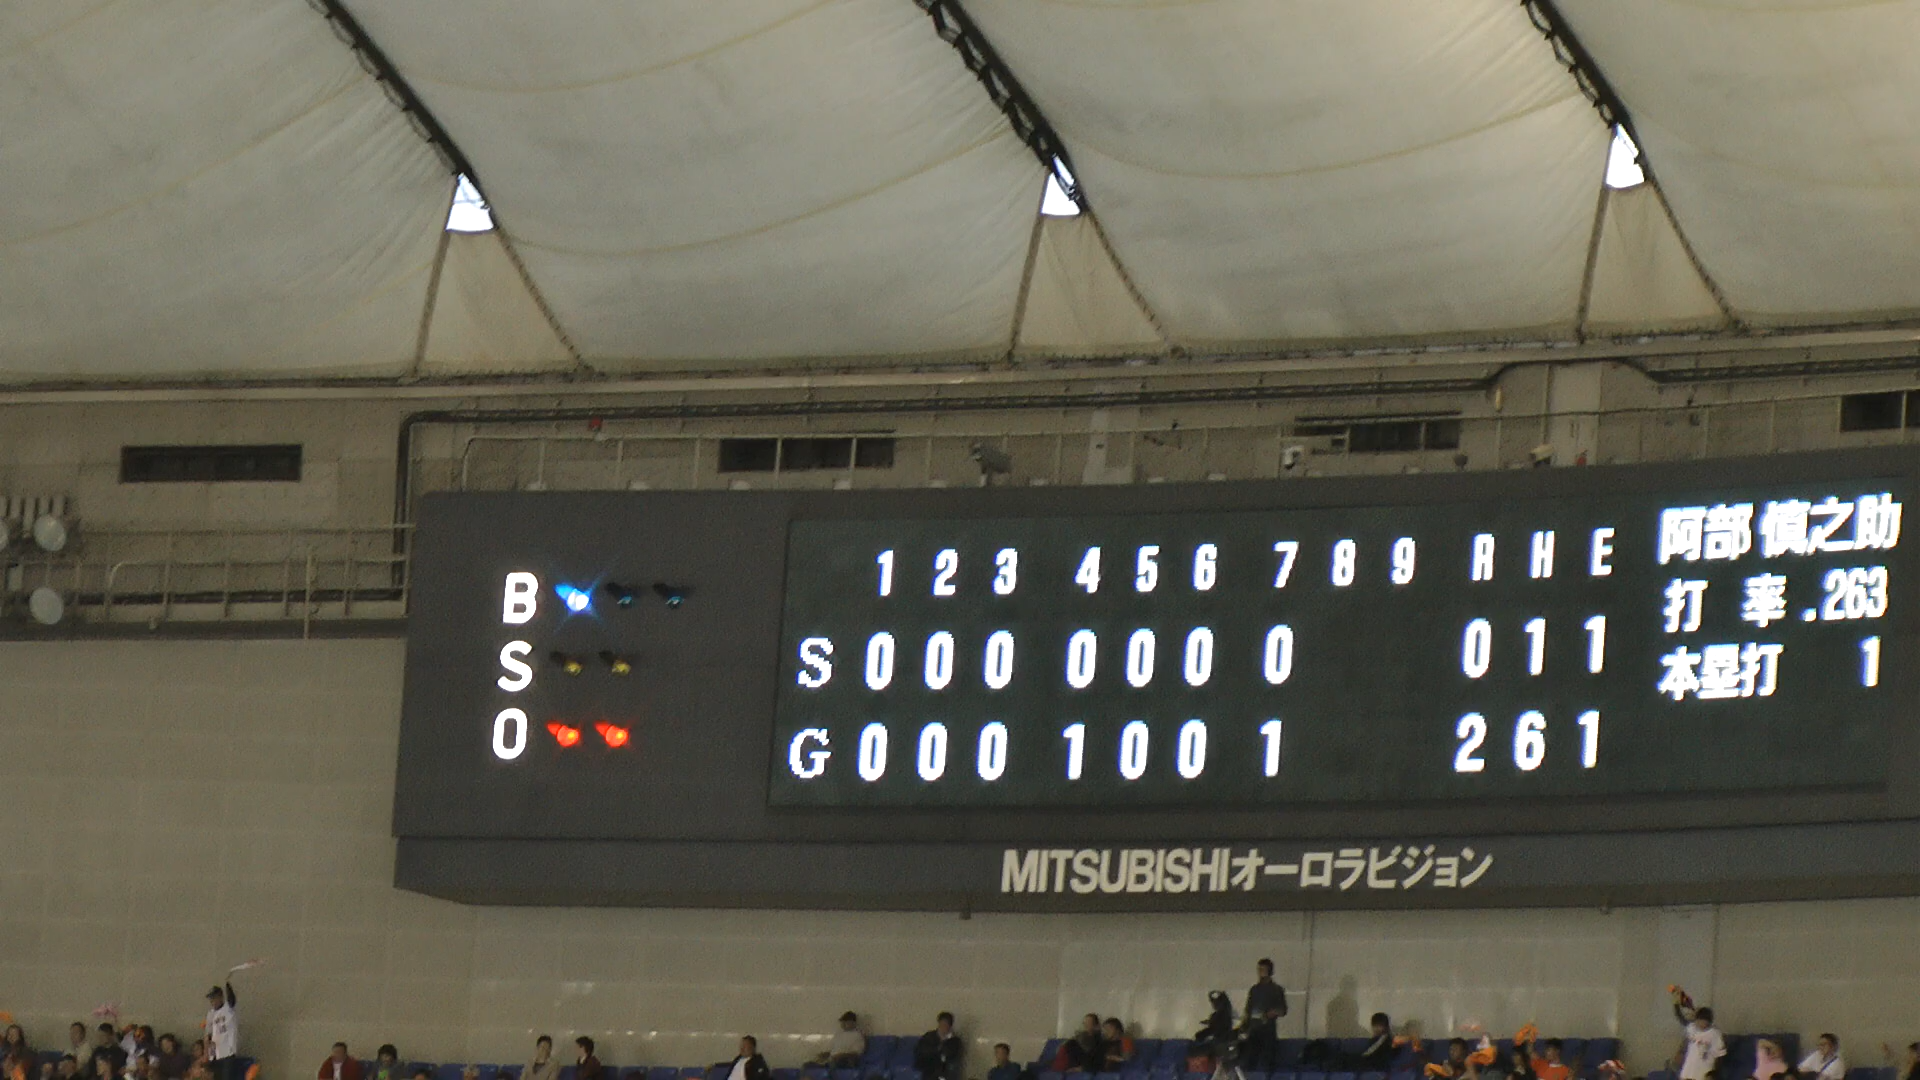 1 2 3 4 5 6 7 8 9 R H E
S 0 0 0 0 0 0 0 0 1 1
G 0 0 0 1 0 0 1 2 6 1
B
S
O
阿部 慎之助
打 率 .263
本塁打 1
MITSUBISHIオーロラビジョン